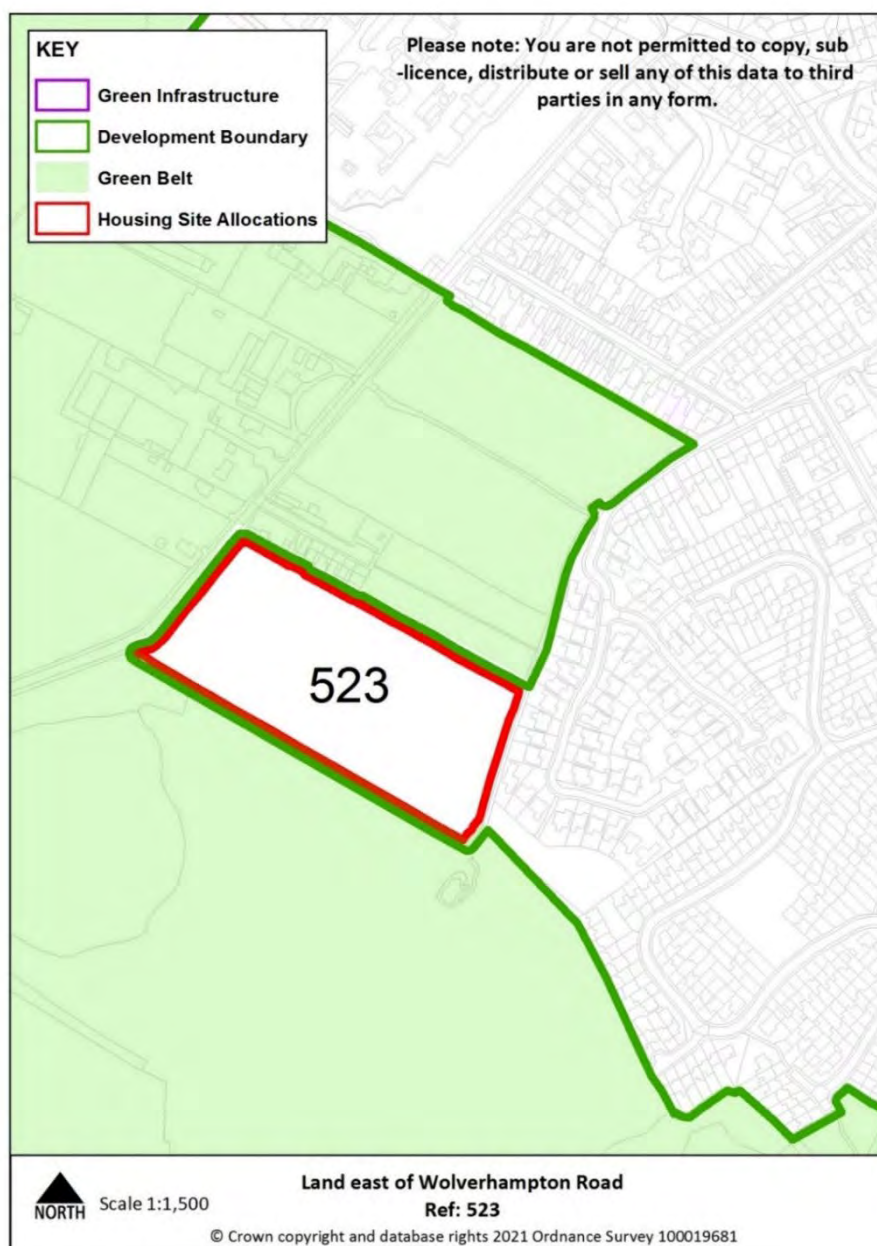 KEY
Green Infrastructure
Development Boundary
Green Belt
Housing Site Allocations
Please note: You are not permitted to copy, sub
-licence, distribute or sell any of this data to third
parties in any form.
523
NORTH
Scale 1:1,500
Land east of Wolverhampton Road
Ref: 523
© Crown copyright and database rights 2021 Ordnance Survey 100019681